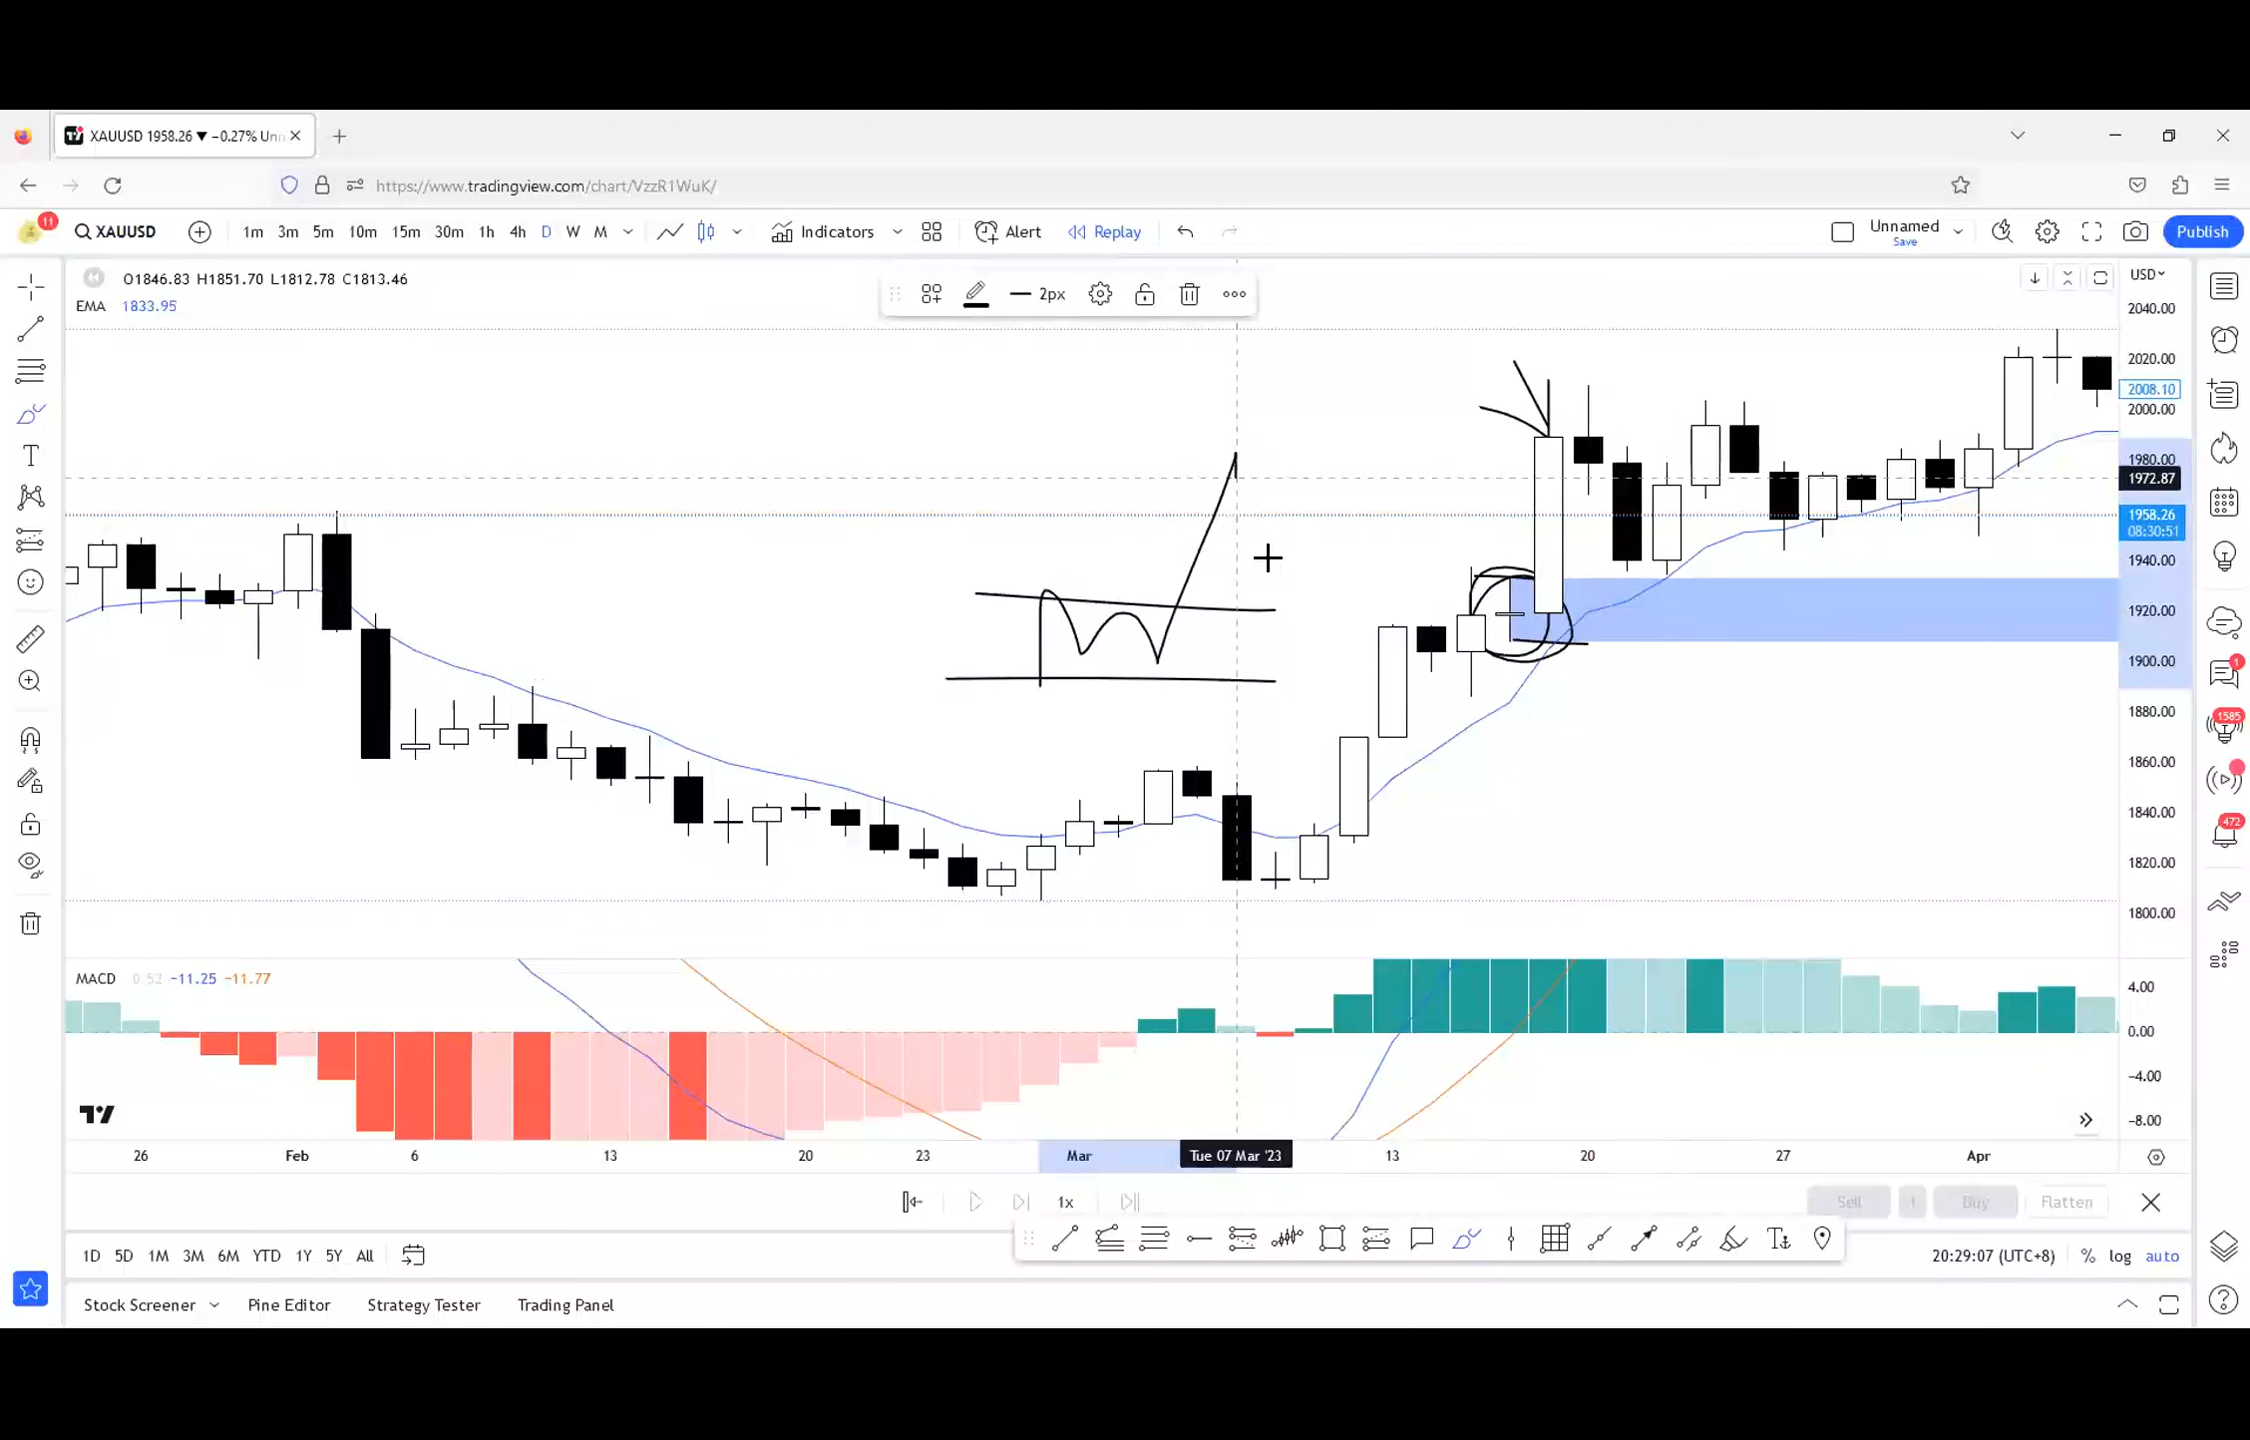 XAUUSD 1958.26 ▼ −0.27% Unn
https://www.tradingview.com/chart/VzzR1WuK/
11
XAUUSD 1m 3m 5m 10m 15m 30m 1h 4h D W M Indicators Alert Replay Unnamed Save Publish
O1846.83 H1851.70 L1812.78 C1813.46
EMA 1833.95
2px
USD
2040.00
2020.00
2008.10
2000.00
1980.00
1972.87
1958.26
08:30:51
1940.00
1920.00
1900.00
1880.00
1860.00
1840.00
1820.00
1800.00
1
1585
472
MACD 0.52 −11.25 −11.77
4.00
0.00
−4.00
−8.00
26 Feb 6 13 20 23 Mar Tue 07 Mar '23 13 20 27 Apr
1x Sell 1 Buy Flatten
1D 5D 1M 3M 6M YTD 1Y 5Y All 20:29:07 (UTC+8) % log auto
Stock Screener Pine Editor Strategy Tester Trading Panel